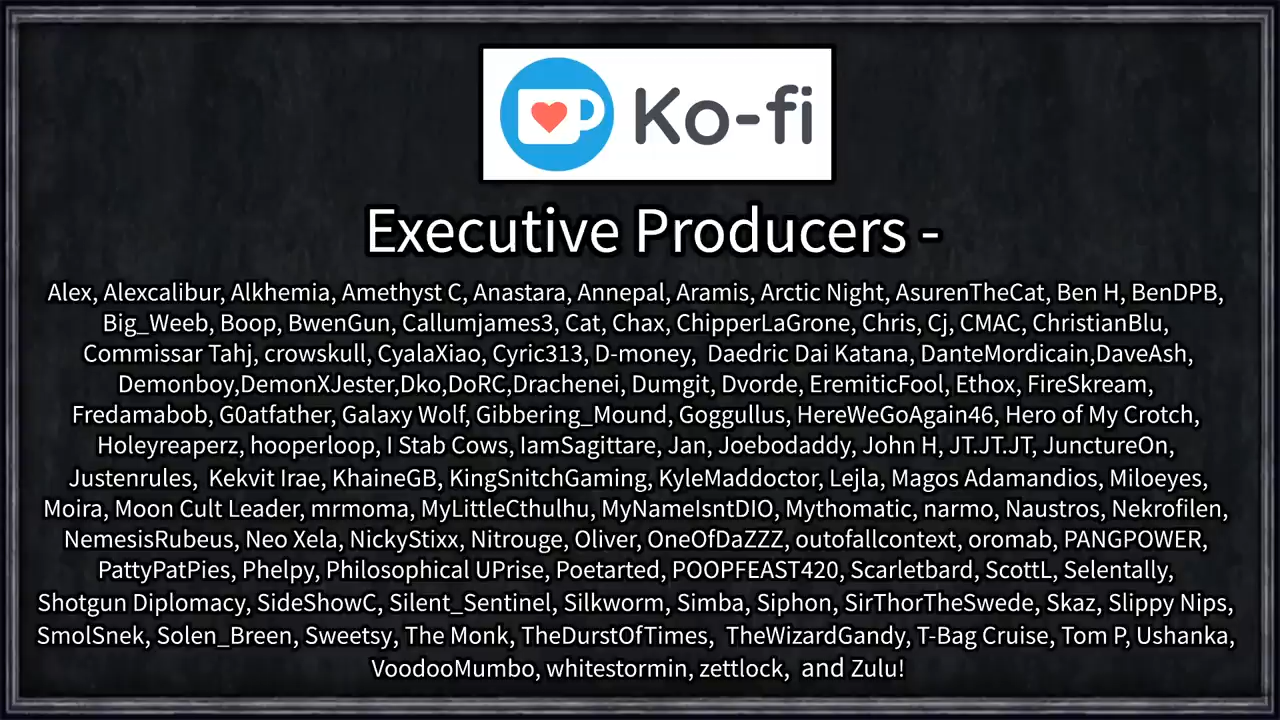 Ko-fi
Executive Producers -
Alex, Alexcalibur, Alkhemia, Amethyst C, Anastara, Annepal, Aramis, Arctic Night, AsurenTheCat, Ben H, BenDPB,
Big_Weeb, Boop, BwenGun, Callumjames3, Cat, Chax, ChipperLaGrone, Chris, Cj, CMAC, ChristianBlu,
Commissar Tahj, crowskull, CyalaXiao, Cyric313, D-money,  Daedric Dai Katana, DanteMordicain,DaveAsh,
Demonboy,DemonXJester,Dko,DoRC,Drachenei, Dumgit, Dvorde, EremiticFool, Ethox, FireSkream,
Fredamabob, G0atfather, Galaxy Wolf, Gibbering_Mound, Goggullus, HereWeGoAgain46, Hero of My Crotch,
Holeyreaperz, hooperloop, I Stab Cows, IamSagittare, Jan, Joebodaddy, John H, JT.JT.JT, JunctureOn,
Justenrules,  Kekvit Irae, KhaineGB, KingSnitchGaming, KyleMaddoctor, Lejla, Magos Adamandios, Miloeyes,
Moira, Moon Cult Leader, mrmoma, MyLittleCthulhu, MyNameIsntDIO, Mythomatic, narmo, Naustros, Nekrofilen,
NemesisRubeus, Neo Xela, NickyStixx, Nitrouge, Oliver, OneOfDaZZZ, outofallcontext, oromab, PANGPOWER,
PattyPatPies, Phelpy, Philosophical UPrise, Poetarted, POOPFEAST420, Scarletbard, ScottL, Selentally,
Shotgun Diplomacy, SideShowC, Silent_Sentinel, Silkworm, Simba, Siphon, SirThorTheSwede, Skaz, Slippy Nips,
SmolSnek, Solen_Breen, Sweetsy, The Monk, TheDurstOfTimes,  TheWizardGandy, T-Bag Cruise, Tom P, Ushanka,
VoodooMumbo, whitestormin, zettlock,  and Zulu!